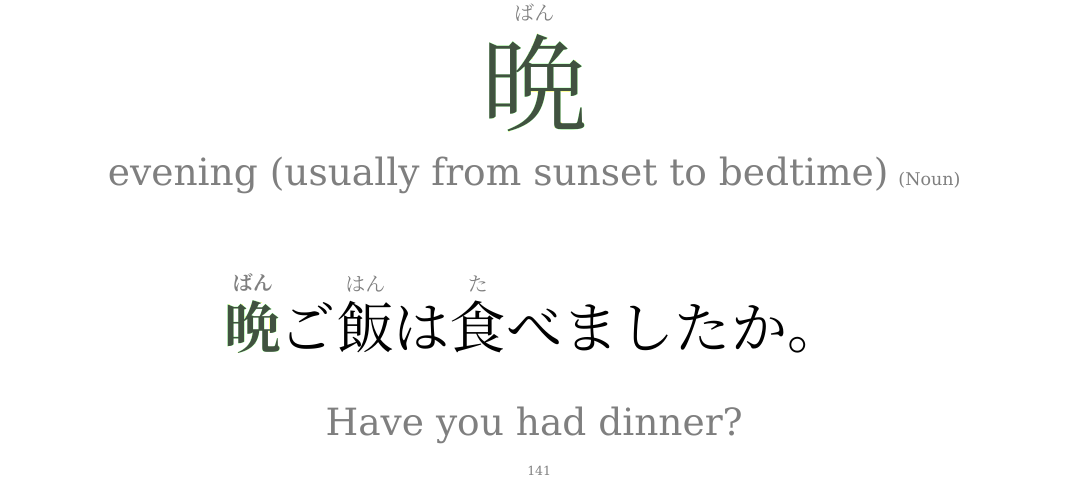 ばん
晩
evening (usually from sunset to bedtime) (Noun)
ばん はん た
晩ご飯は食べましたか。
Have you had dinner?
141